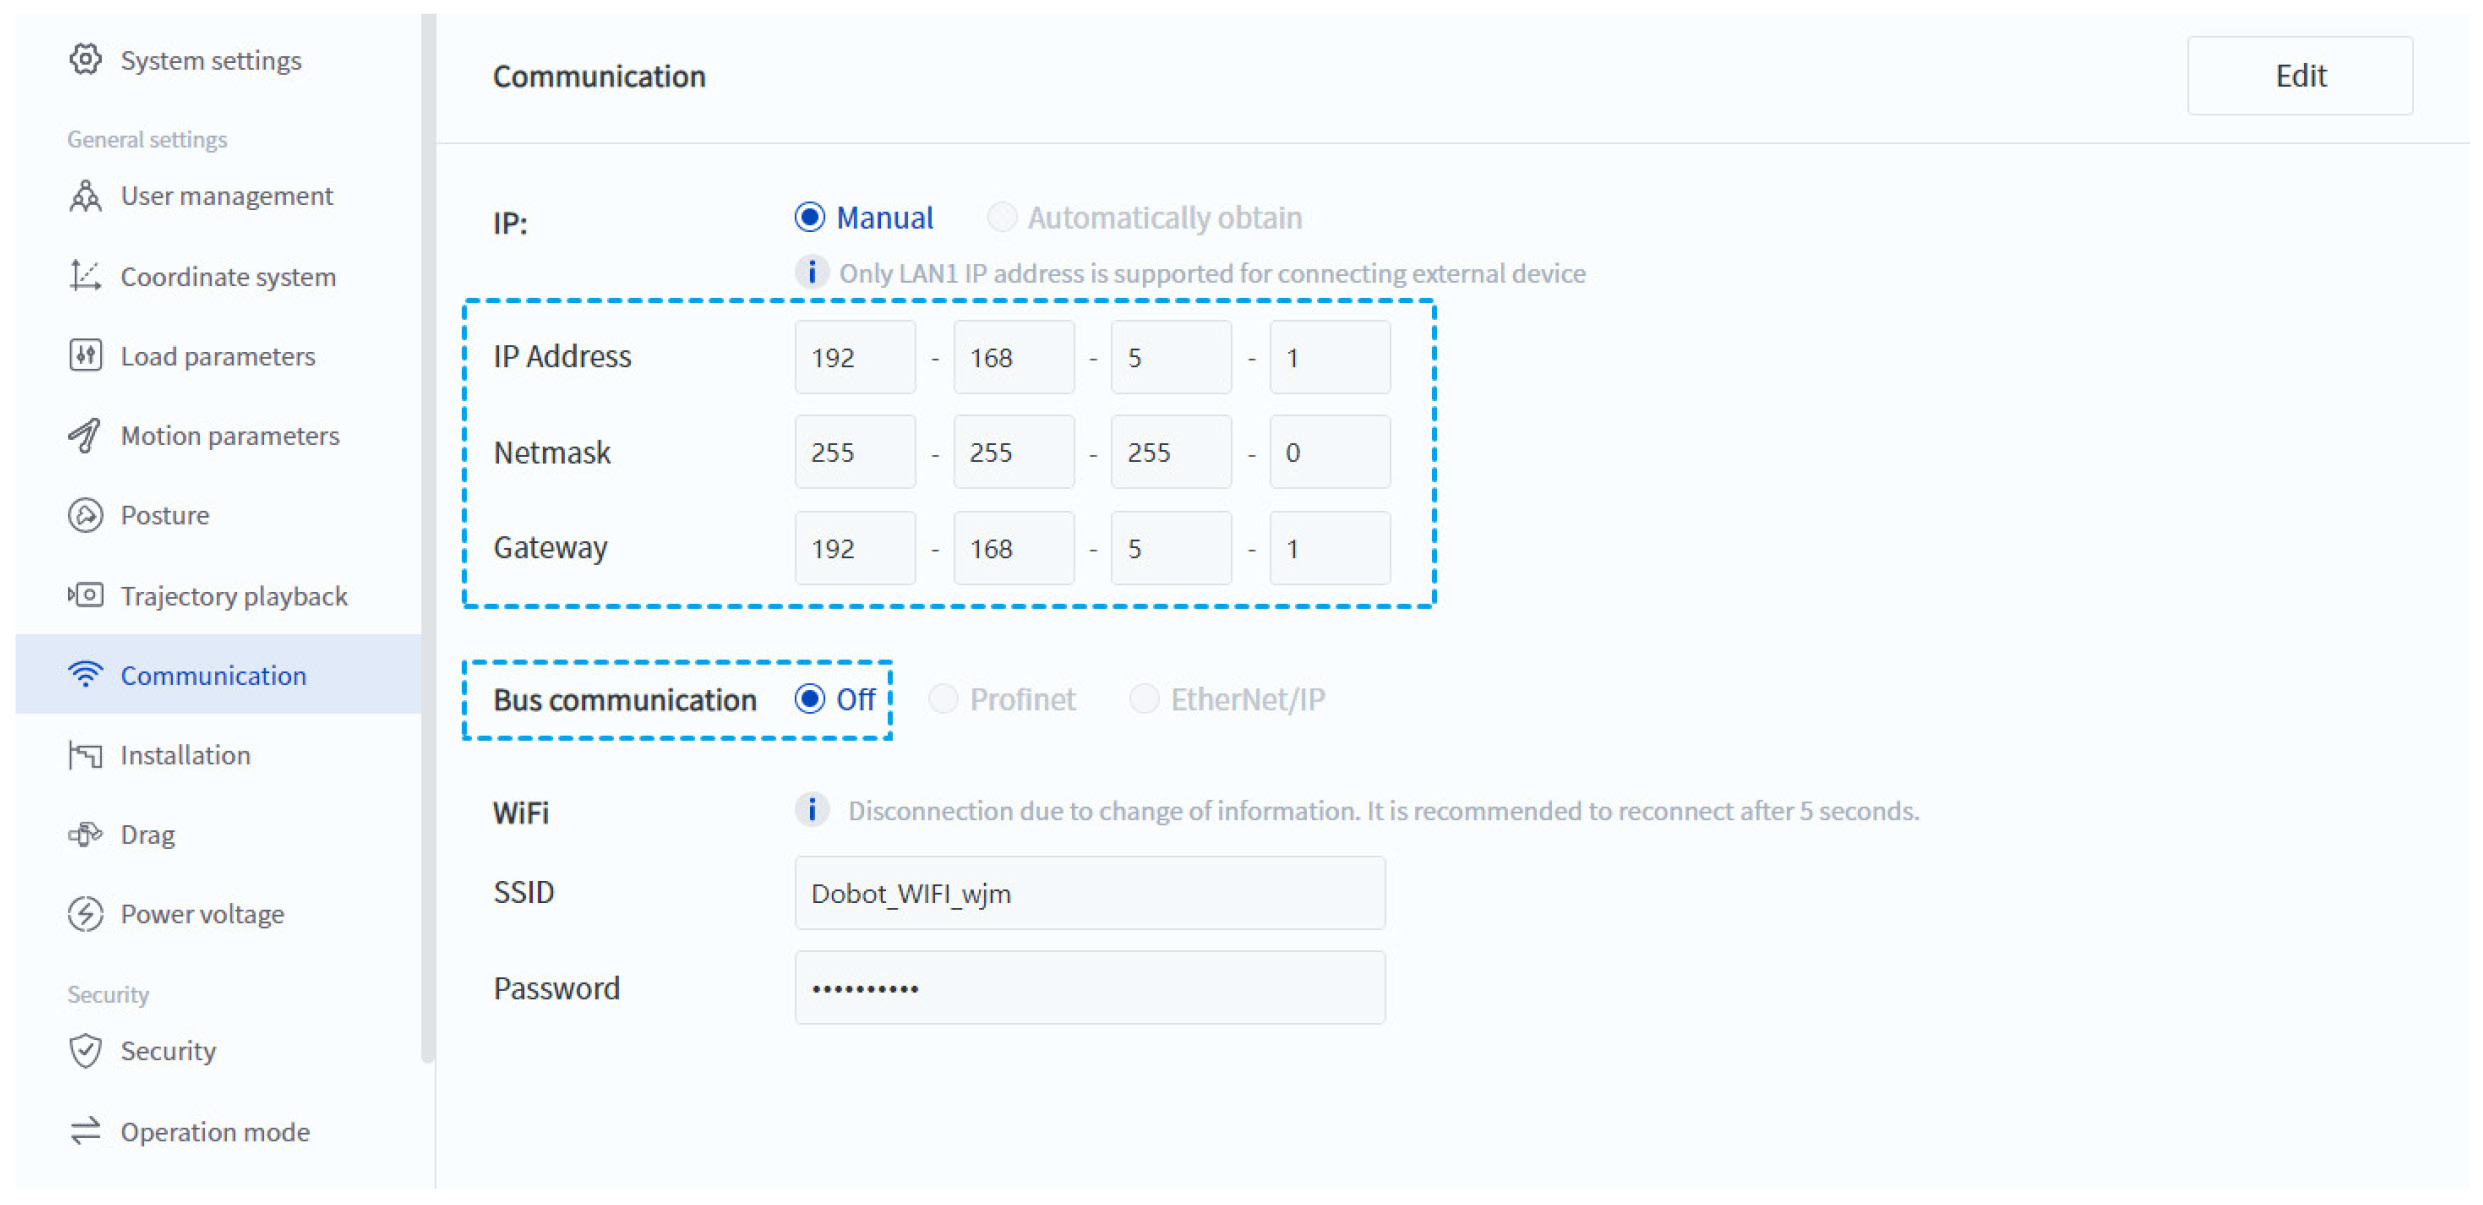 System settings
General settings
User management
Coordinate system
Load parameters
Motion parameters
Posture
Trajectory playback
Communication
Installation
Drag
Power voltage
Security
Security
Operation mode
Communication
Edit
IP: Manual Automatically obtain
Only LAN1 IP address is supported for connecting external device
IP Address 192 - 168 - 5 - 1
Netmask 255 - 255 - 255 - 0
Gateway 192 - 168 - 5 - 1
Bus communication Off Profinet EtherNet/IP
WiFi Disconnection due to change of information. It is recommended to reconnect after 5 seconds.
SSID Dobot_WIFI_wjm
Password ••••••••••